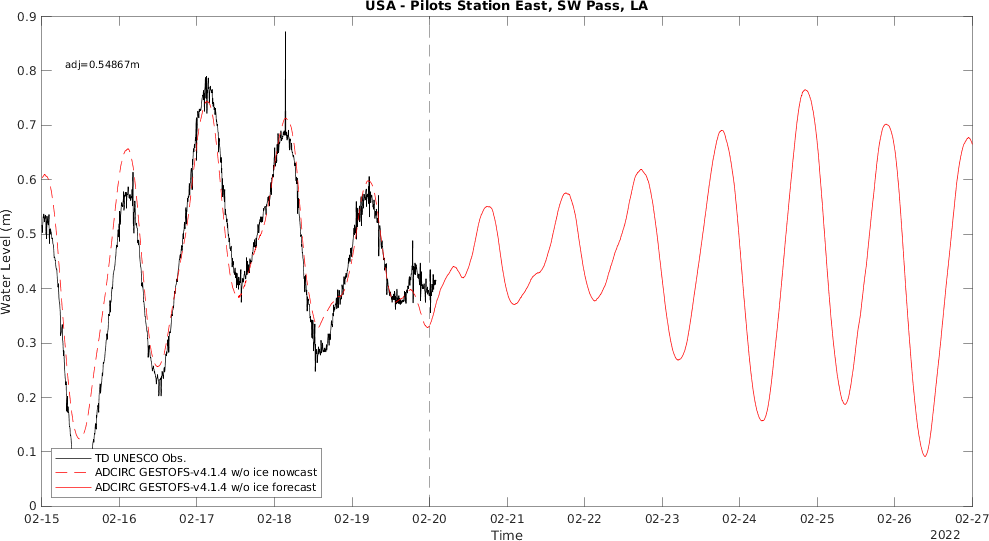 USA - Pilots Station East, SW Pass, LA
adj=0.54867m
Water Level (m)
0.9
0.8
0.7
0.6
0.5
0.4
0.3
0.2
0.1
0
TD UNESCO Obs.
ADCIRC GESTOFS-v4.1.4 w/o ice nowcast
ADCIRC GESTOFS-v4.1.4 w/o ice forecast
02-15 02-16 02-17 02-18 02-19 02-20 02-21 02-22 02-23 02-24 02-25 02-26 02-27
Time
2022